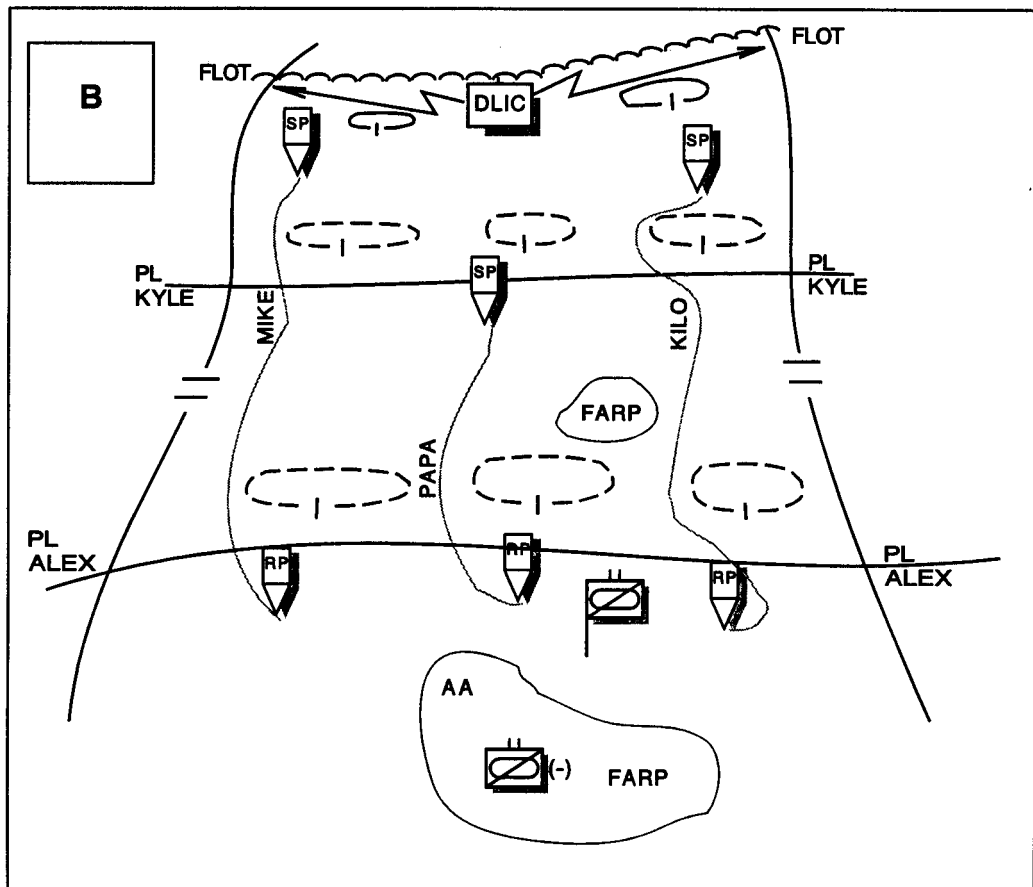 FLOT
FLOT
B
DLIC
SP
SP
PL
KYLE
SP
PL
KYLE
MIKE
KILO
FARP
PAPA
PL
ALEX
RP
RP
RP
PL
ALEX
AA
(-)
FARP